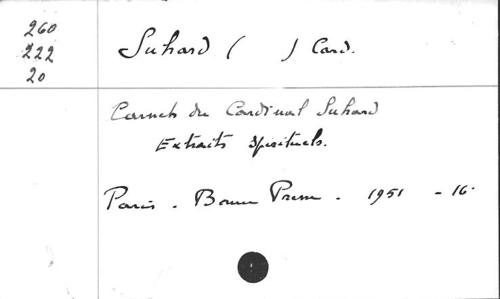 260
222
20
Suhard ( ) Card.
Carnets du Cardinal Suhard
Extraits spirituels.
Paris. Bonne Presse. 1951 - 16.